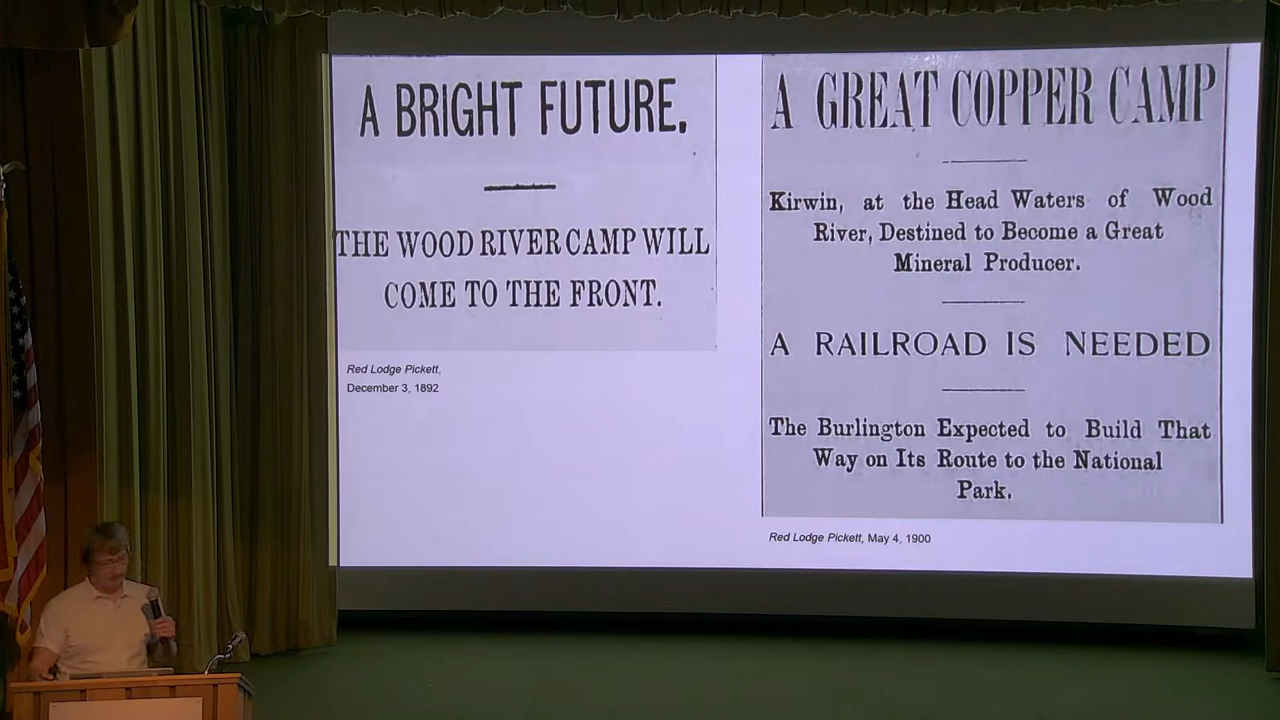 A BRIGHT FUTURE.
THE WOOD RIVER CAMP WILL
COME TO THE FRONT.
Red Lodge Pickett,
December 3, 1892
A GREAT COPPER CAMP
Kirwin, at the Head Waters of Wood
River, Destined to Become a Great
Mineral Producer.
A RAILROAD IS NEEDED
The Burlington Expected to Build That
Way on Its Route to the National
Park.
Red Lodge Pickett, May 4, 1900